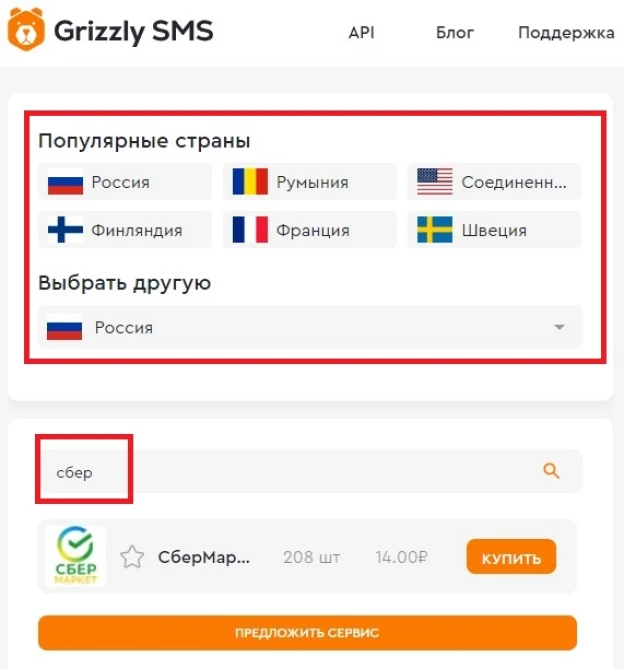 Grizzly SMS API Блог Поддержка
Популярные страны
Россия Румыния Соединенн...
Финляндия Франция Швеция
Выбрать другую
Россия
сбер
СБЕР
МАРКЕТ
СберМар... 208 шт 14.00₽ КУПИТЬ
ПРЕДЛОЖИТЬ СЕРВИС